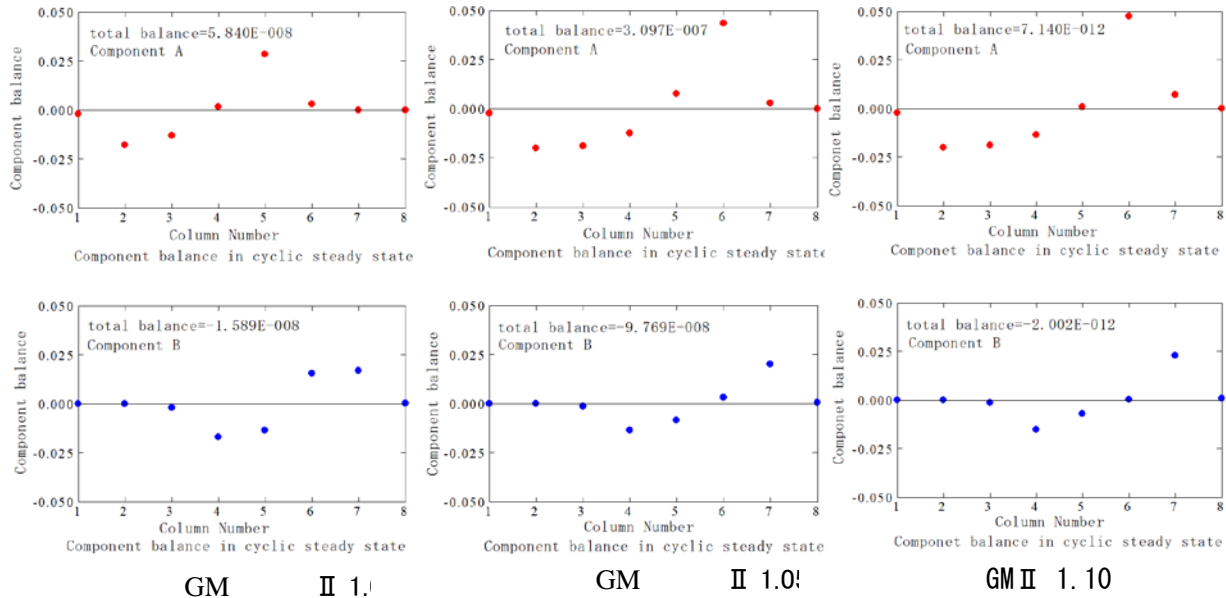 0.050
0.025
0.000
-0.025
-0.050
Component balance
total balance=5.840E-008
Component A
1 2 3 4 5 6 7 8
Column Number
Component balance in cyclic steady state
0.050
0.025
0.000
-0.025
-0.050
Component balance
total balance=3.097E-007
Component A
1 2 3 4 5 6 7 8
Column Number
Component balance in cyclic steady state
0.050
0.025
0.000
-0.025
-0.050
Componet balance
total balance=7.140E-012
Component A
1 2 3 4 5 6 7 8
Column Number
Componet balance in cyclic steady state
0.050
0.025
0.000
-0.025
-0.050
Component balance
total balance=-1.589E-008
Component B
1 2 3 4 5 6 7 8
Column Number
Component balance in cyclic steady state
0.050
0.025
0.000
-0.025
-0.050
Component balance
total balance=-9.769E-008
Component B
1 2 3 4 5 6 7 8
Column Number
Component balance in cyclic steady state
0.050
0.025
0.000
-0.025
-0.050
Componet balance
total balance=-2.002E-012
Component B
1 2 3 4 5 6 7 8
Column Number
Componet balance in cyclic steady state
GM Ⅱ
GM Ⅱ 1.05
GMⅡ 1.10